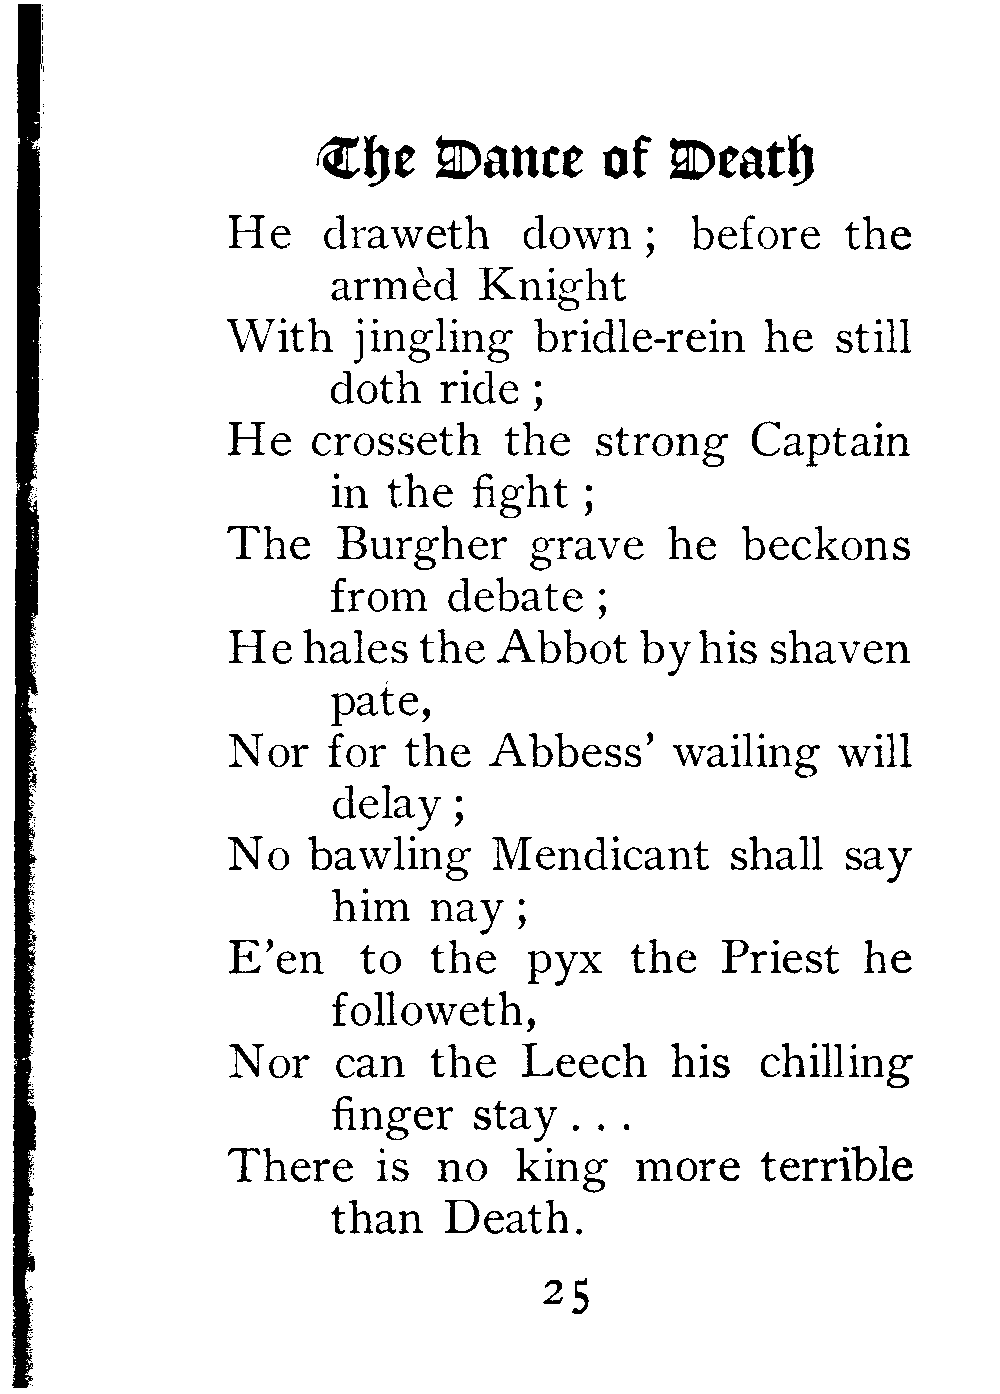 The Dance of Death
He draweth down ; before the
armèd Knight
With jingling bridle-rein he still
doth ride ;
He crosseth the strong Captain
in the fight ;
The Burgher grave he beckons
from debate ;
He hales the Abbot by his shaven
pate,
Nor for the Abbess’ wailing will
delay ;
No bawling Mendicant shall say
him nay ;
E’en to the pyx the Priest he
followeth,
Nor can the Leech his chilling
finger stay . . .
There is no king more terrible
than Death.
25